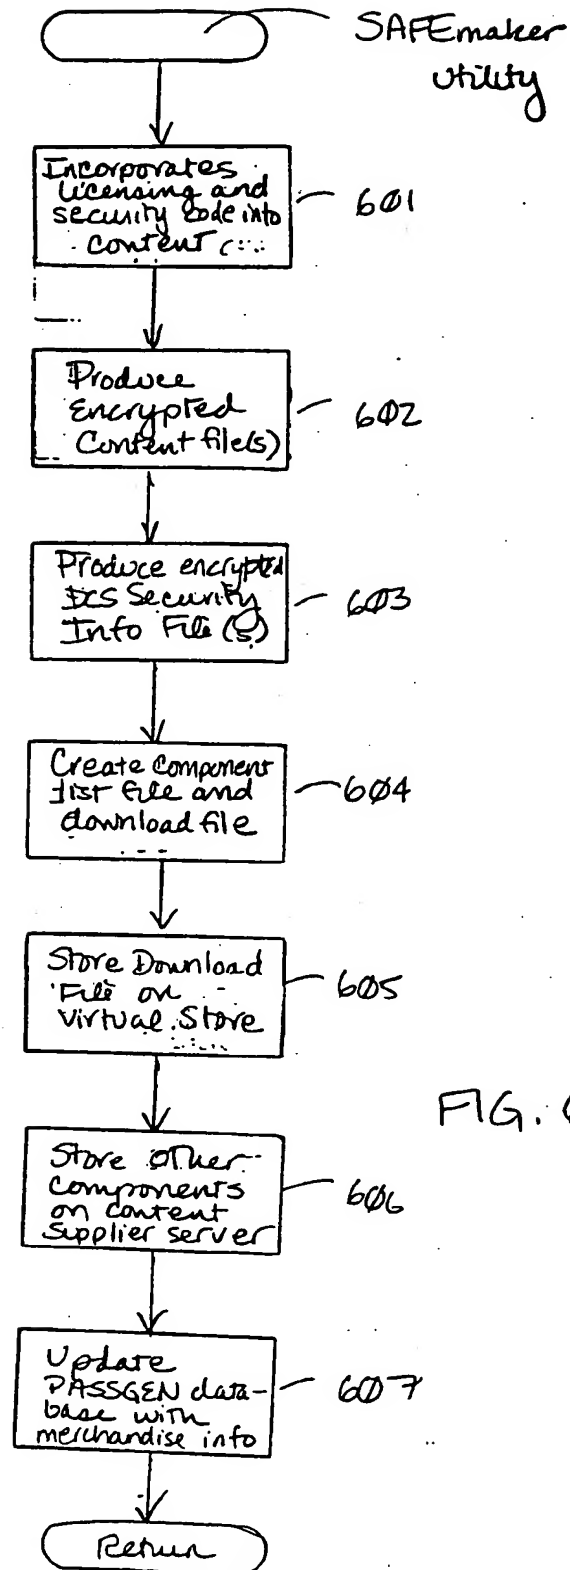 SAFEmaker
utility
Incorporates
licensing and
security code into
content
601
Produce
Encrypted
Content file(s)
602
Produce encrypted
DCS Security
Info File(s)
603
Create component
list file and
download file
604
Store Download
File on
Virtual Store
605
FIG.
Store other
components
on content
supplier server
606
Update
PASSGEN data-
base with
merchandise info
607
Return